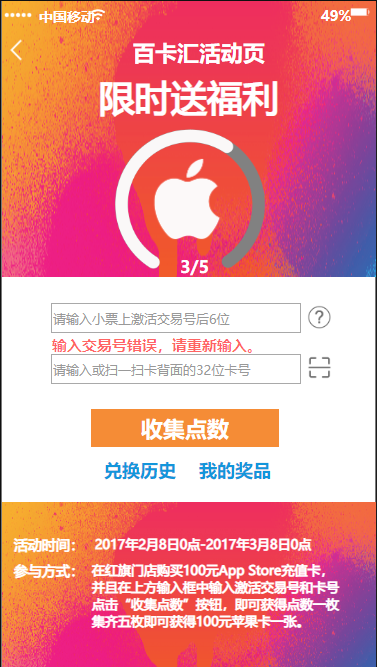 中国移动
49%
百卡汇活动页
限时送福利
3/5
请输入小票上激活交易号后6位
?
输入交易号错误，请重新输入。
请输入或扫一扫卡背面的32位卡号
收集点数
兑换历史 我的奖品
活动时间： 2017年2月8日0点-2017年3月8日0点
参与方式： 在红旗门店购买100元App Store充值卡，
并且在上方输入框中输入激活交易号和卡号
点击“收集点数”按钮，即可获得点数一枚
集齐五枚即可获得100元苹果卡一张。